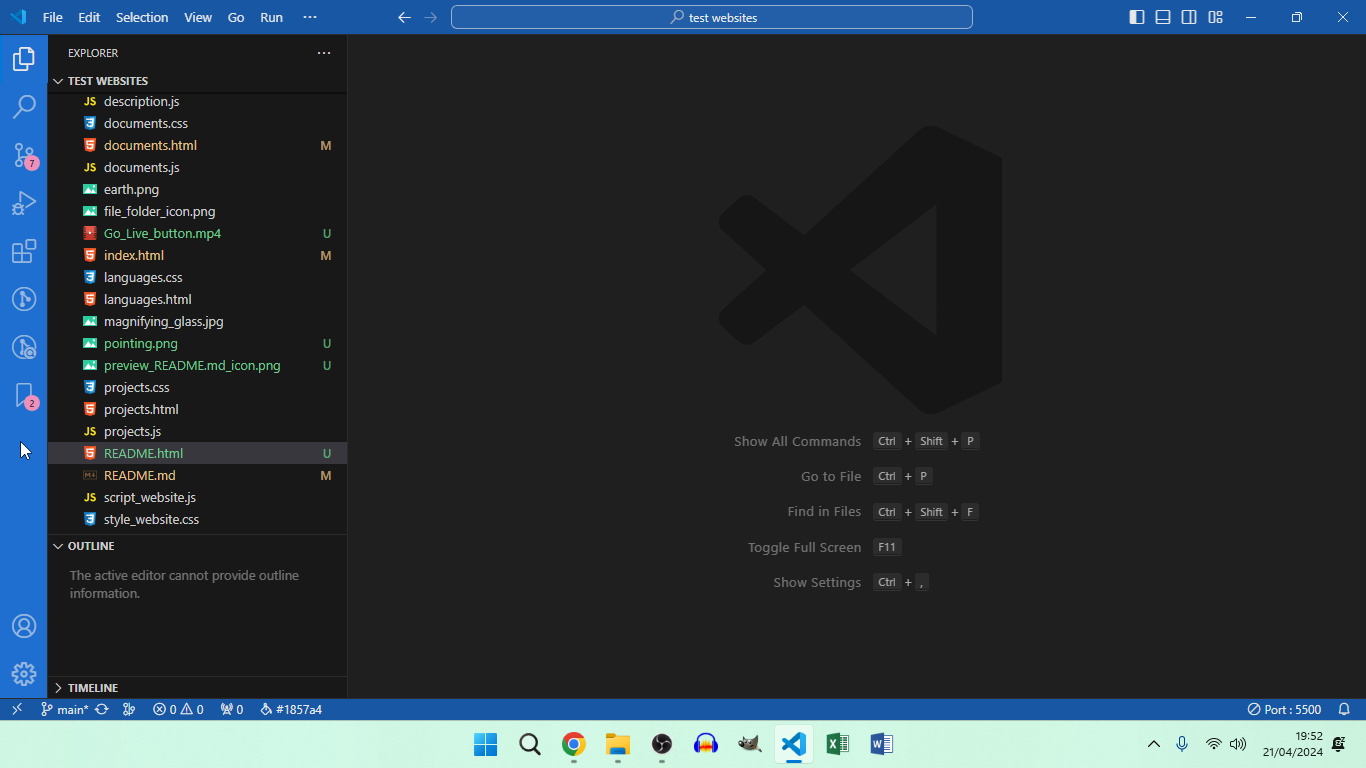 File Edit Selection View Go Run ···
test websites
EXPLORER
TEST WEBSITES
JS description.js
documents.css
documents.html M
JS documents.js
earth.png
file_folder_icon.png
Go_Live_button.mp4 U
index.html M
languages.css
languages.html
magnifying_glass.jpg
pointing.png U
preview_README.md_icon.png U
projects.css
projects.html
JS projects.js
README.html U
README.md M
JS script_website.js
style_website.css
OUTLINE
The active editor cannot provide outline
information.
TIMELINE
7
2
Show All Commands Ctrl + Shift + P
Go to File Ctrl + P
Find in Files Ctrl + Shift + F
Toggle Full Screen F11
Show Settings Ctrl + ,
main* 0 0 0 #1857a4 Port : 5500
19:52
21/04/2024